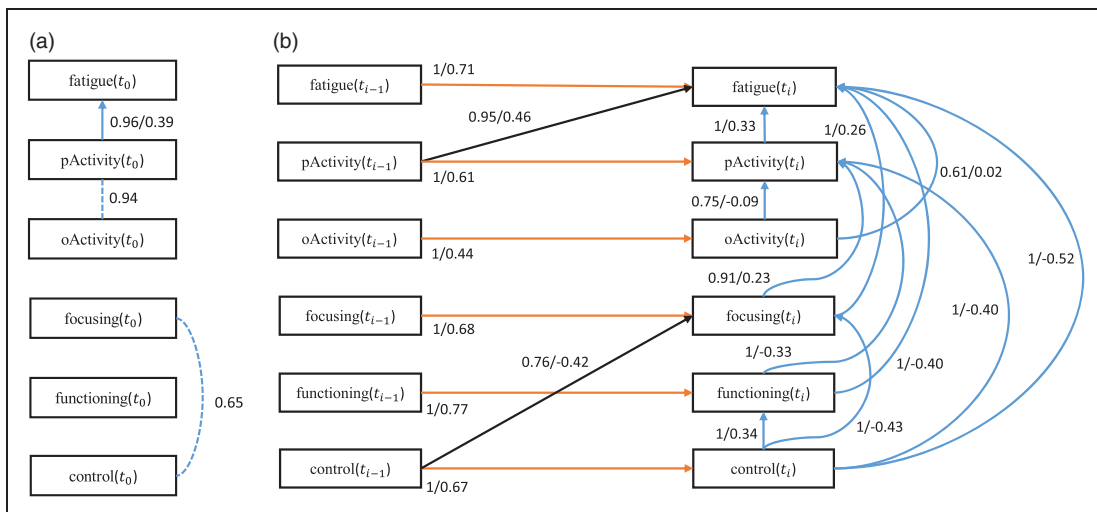 (a)
fatigue(t₀)
0.96/0.39
pActivity(t₀)
0.94
oActivity(t₀)
focusing(t₀)
functioning(t₀)
0.65
control(t₀)
(b)
fatigue(tᵢ₋₁)
1/0.71
fatigue(tᵢ)
0.95/0.46
1/0.33
1/0.26
pActivity(tᵢ₋₁)
1/0.61
pActivity(tᵢ)
0.61/0.02
0.75/-0.09
oActivity(tᵢ₋₁)
1/0.44
oActivity(tᵢ)
1/-0.52
0.91/0.23
focusing(tᵢ₋₁)
1/0.68
focusing(tᵢ)
1/-0.40
0.76/-0.42
1/-0.33
1/-0.40
functioning(tᵢ₋₁)
1/0.77
functioning(tᵢ)
1/0.34
1/-0.43
control(tᵢ₋₁)
1/0.67
control(tᵢ)